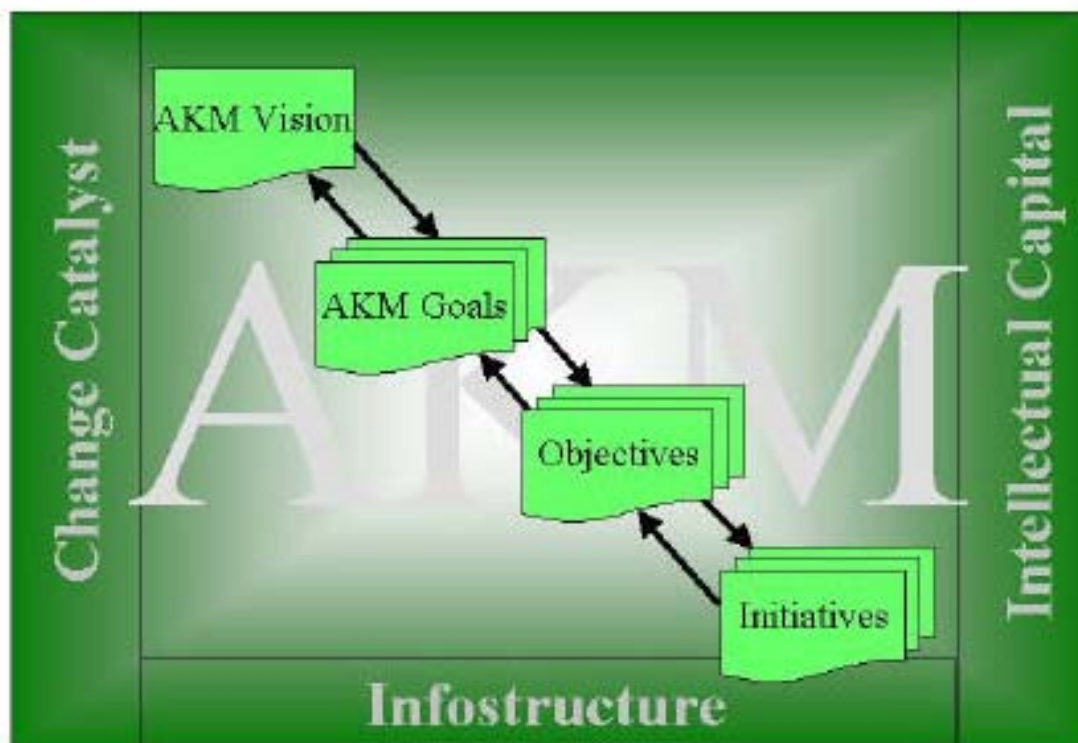 Change Catalyst
AKM Vision
AKM Goals
Objectives
Initiatives
AKM
Intellectual Capital
Infostructure